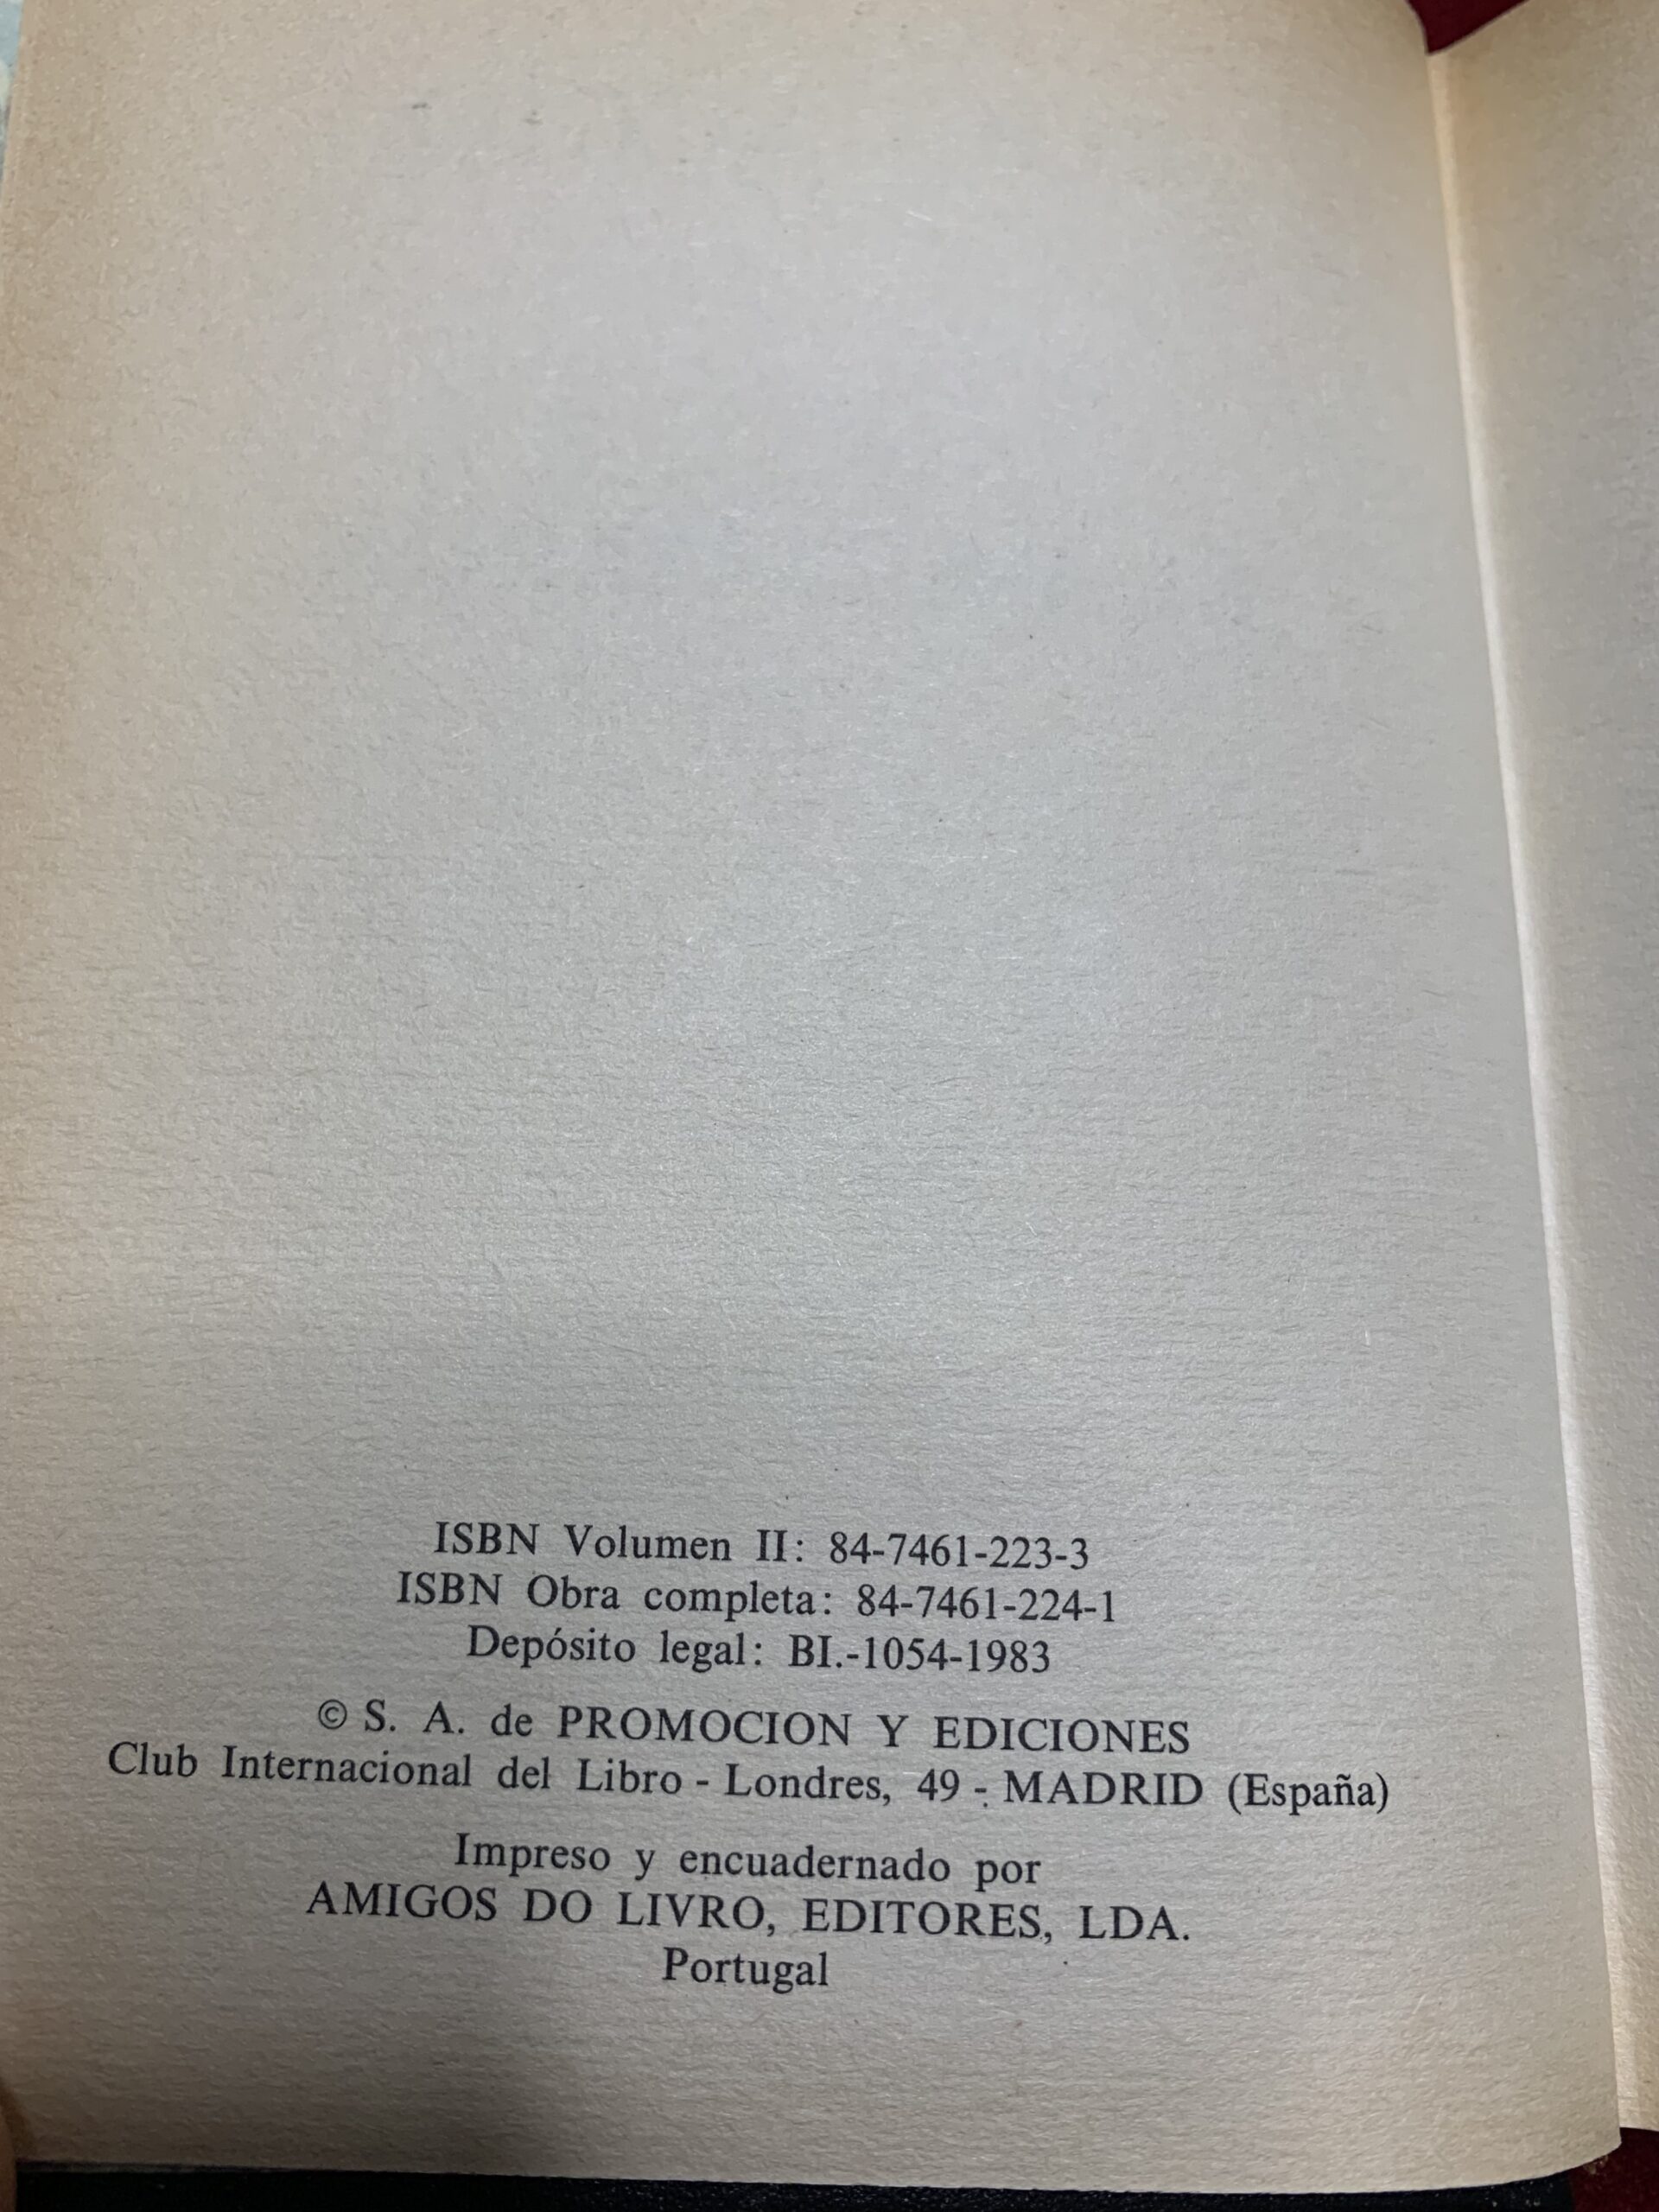 ISBN Volumen II: 84-7461-223-3
ISBN Obra completa: 84-7461-224-1
Depósito legal: BI.-1054-1983
© S. A. de PROMOCION Y EDICIONES
Club Internacional del Libro - Londres, 49 - MADRID (España)
Impreso y encuadernado por
AMIGOS DO LIVRO, EDITORES, LDA.
Portugal